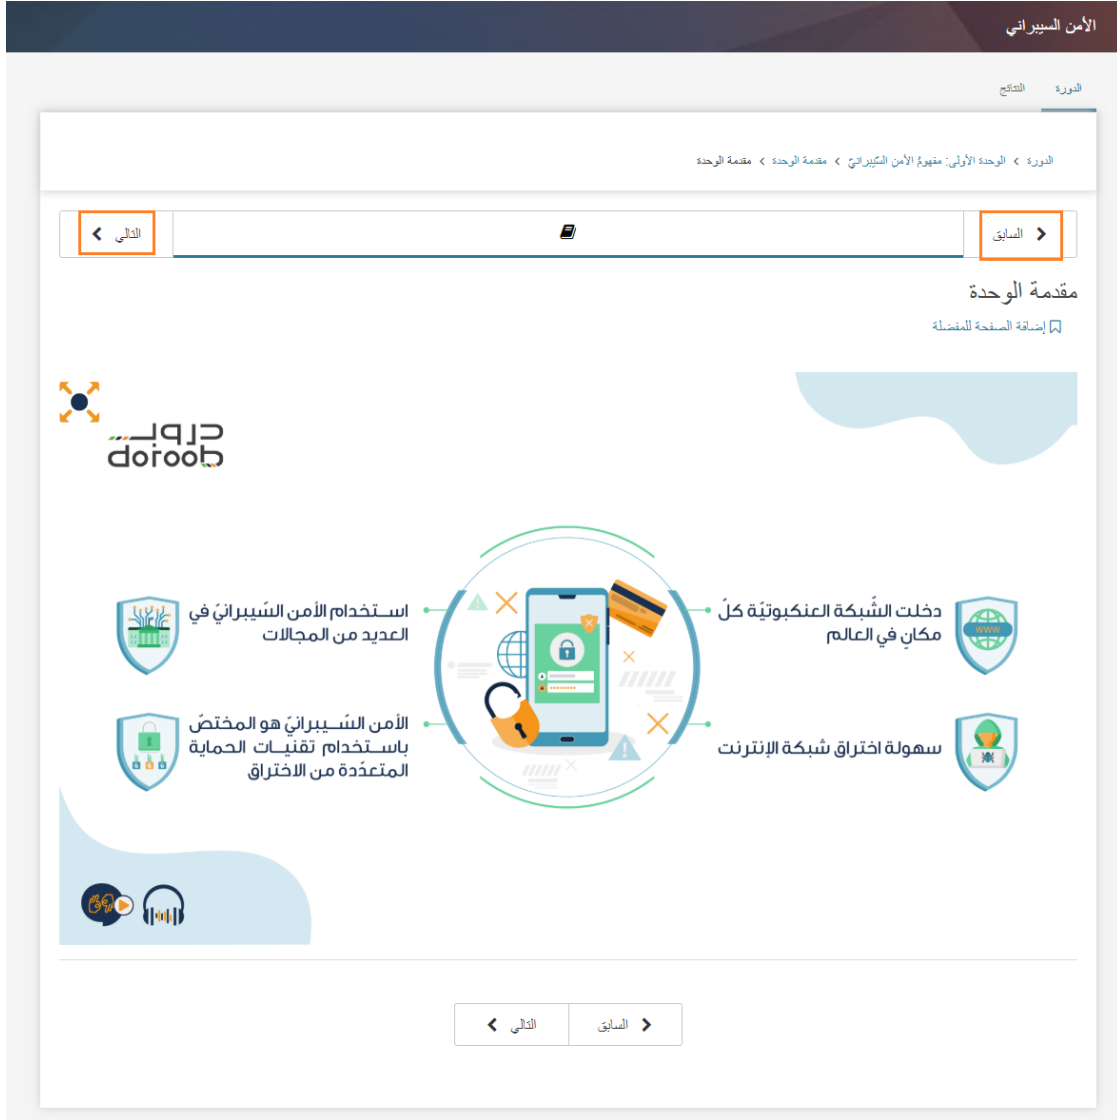 الأمن السيبراني
الدورة النتائج
الدورة › الوحدة الأولى: مفهومُ الأمن السّيبرانيّ › مقدمة الوحدة › مقدمة الوحدة
السابق
التالي
مقدمة الوحدة
إضافة الصفحة للمفضلة
دروب
doroob
دخلت الشّبكة العنكبوتيّة كلّ
مكانٍ في العالم
WWW
سهولة اختراق شبكة الإنترنت
استخدام الأمن السّيبرانيّ في
العديد من المجالات
الأمن السّيبرانيّ هو المختصّ
باستخدام تقنيات الحماية
المتعدّدة من الاختراق
السابق
التالي